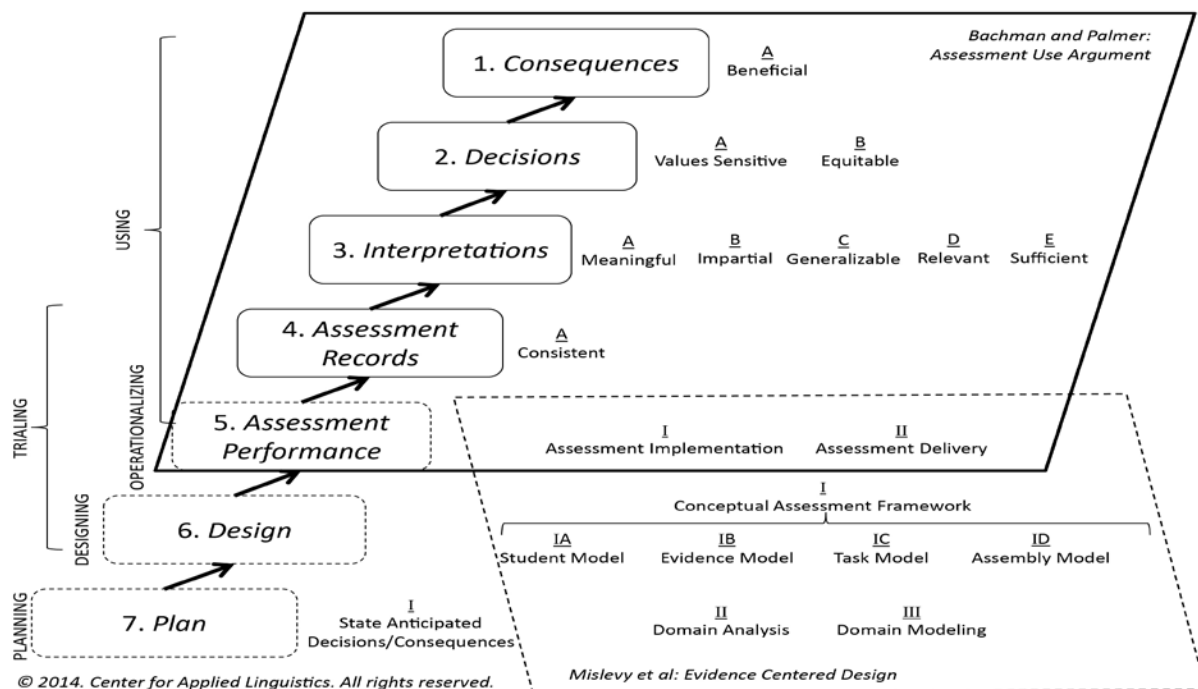 Bachman and Palmer:
Assessment Use Argument
1. Consequences
A
Beneficial
2. Decisions
A
Values Sensitive
B
Equitable
USING
3. Interpretations
A
Meaningful
B
Impartial
C
Generalizable
D
Relevant
E
Sufficient
4. Assessment
Records
A
Consistent
TRIALING
OPERATIONALIZING
5. Assessment
Performance
I
Assessment Implementation
II
Assessment Delivery
DESIGNING
6. Design
I
Conceptual Assessment Framework
IA
Student Model
IB
Evidence Model
IC
Task Model
ID
Assembly Model
PLANNING
7. Plan
I
State Anticipated
Decisions/Consequences
II
Domain Analysis
III
Domain Modeling
© 2014. Center for Applied Linguistics. All rights reserved.
Mislevy et al: Evidence Centered Design